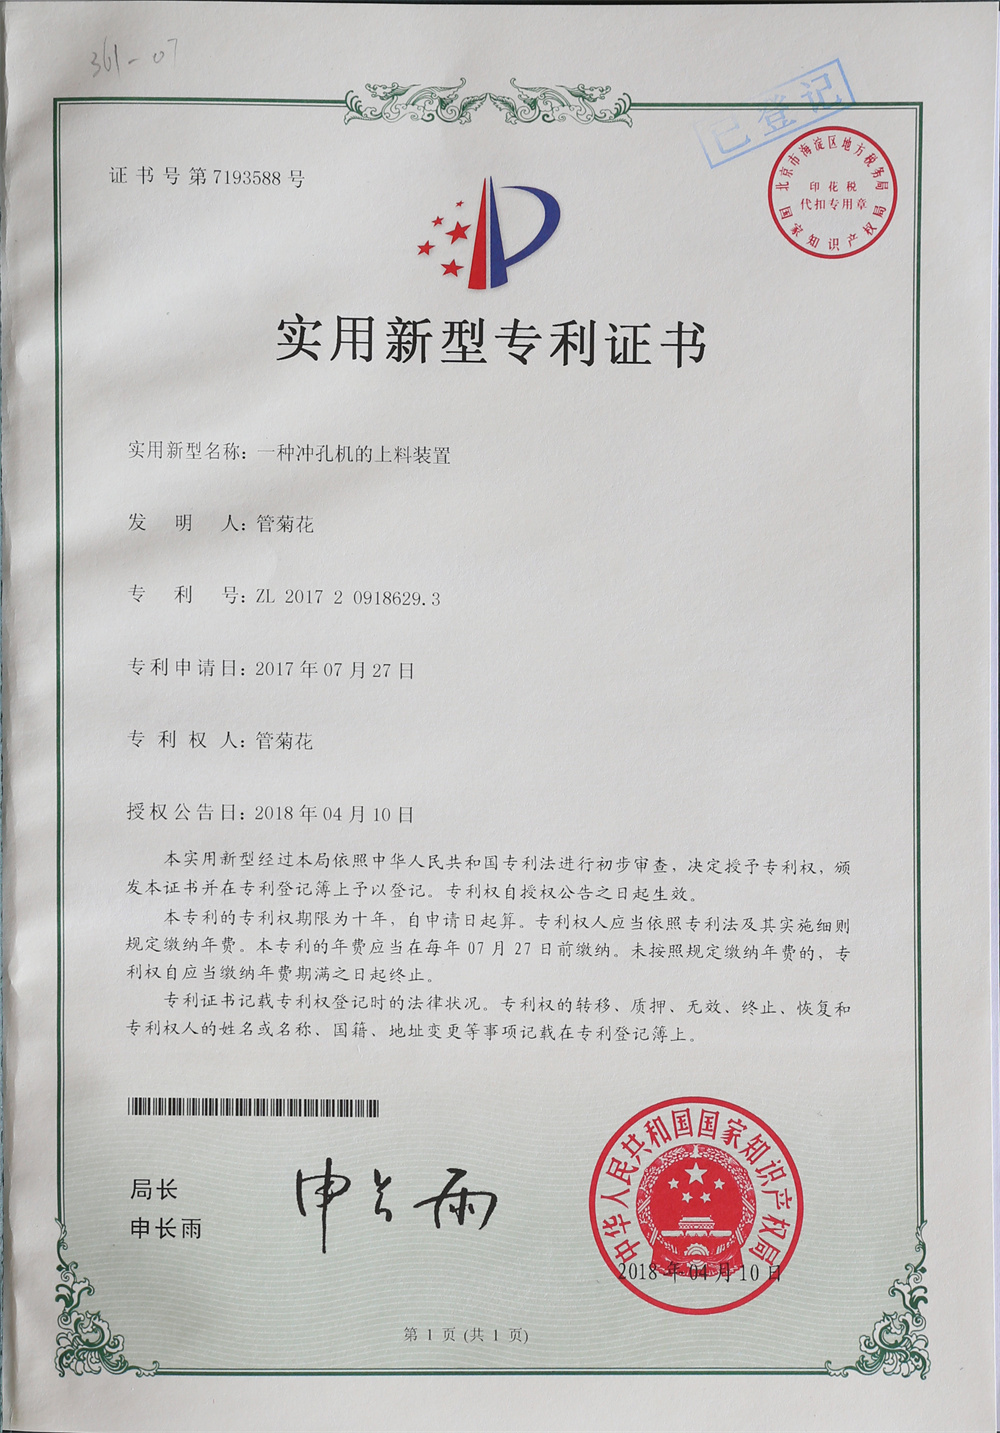 361-07
已登记
证书号第7193588号
北京市海淀区地方税务局
印花税
代扣专用章
国家知识产权局
实用新型专利证书
实用新型名称：一种冲孔机的上料装置
发明人：管菊花
专利号：ZL 2017 2 0918629.3
专利申请日：2017年07月27日
专利权人：管菊花
授权公告日：2018年04月10日
本实用新型经过本局依照中华人民共和国专利法进行初步审查，决定授予专利权，颁
发本证书并在专利登记簿上予以登记。专利权自授权公告之日起生效。
本专利的专利权期限为十年，自申请日起算。专利权人应当依照专利法及其实施细则
规定缴纳年费。本专利的年费应当在每年07月27日前缴纳。未按照规定缴纳年费的，专
利权自应当缴纳年费期满之日起终止。
专利证书记载专利权登记时的法律状况。专利权的转移、质押、无效、终止、恢复和
专利权人的姓名或名称、国籍、地址变更等事项记载在专利登记簿上。
局长
申长雨
申长雨
中华人民共和国国家知识产权局
2018年04月10日
第1页(共1页)